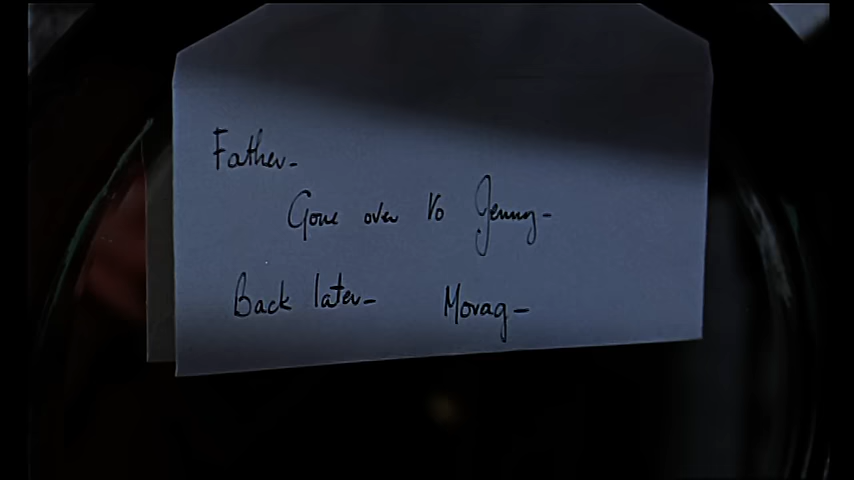 Father-
Gone over to Jenny-
Back later- Morag-